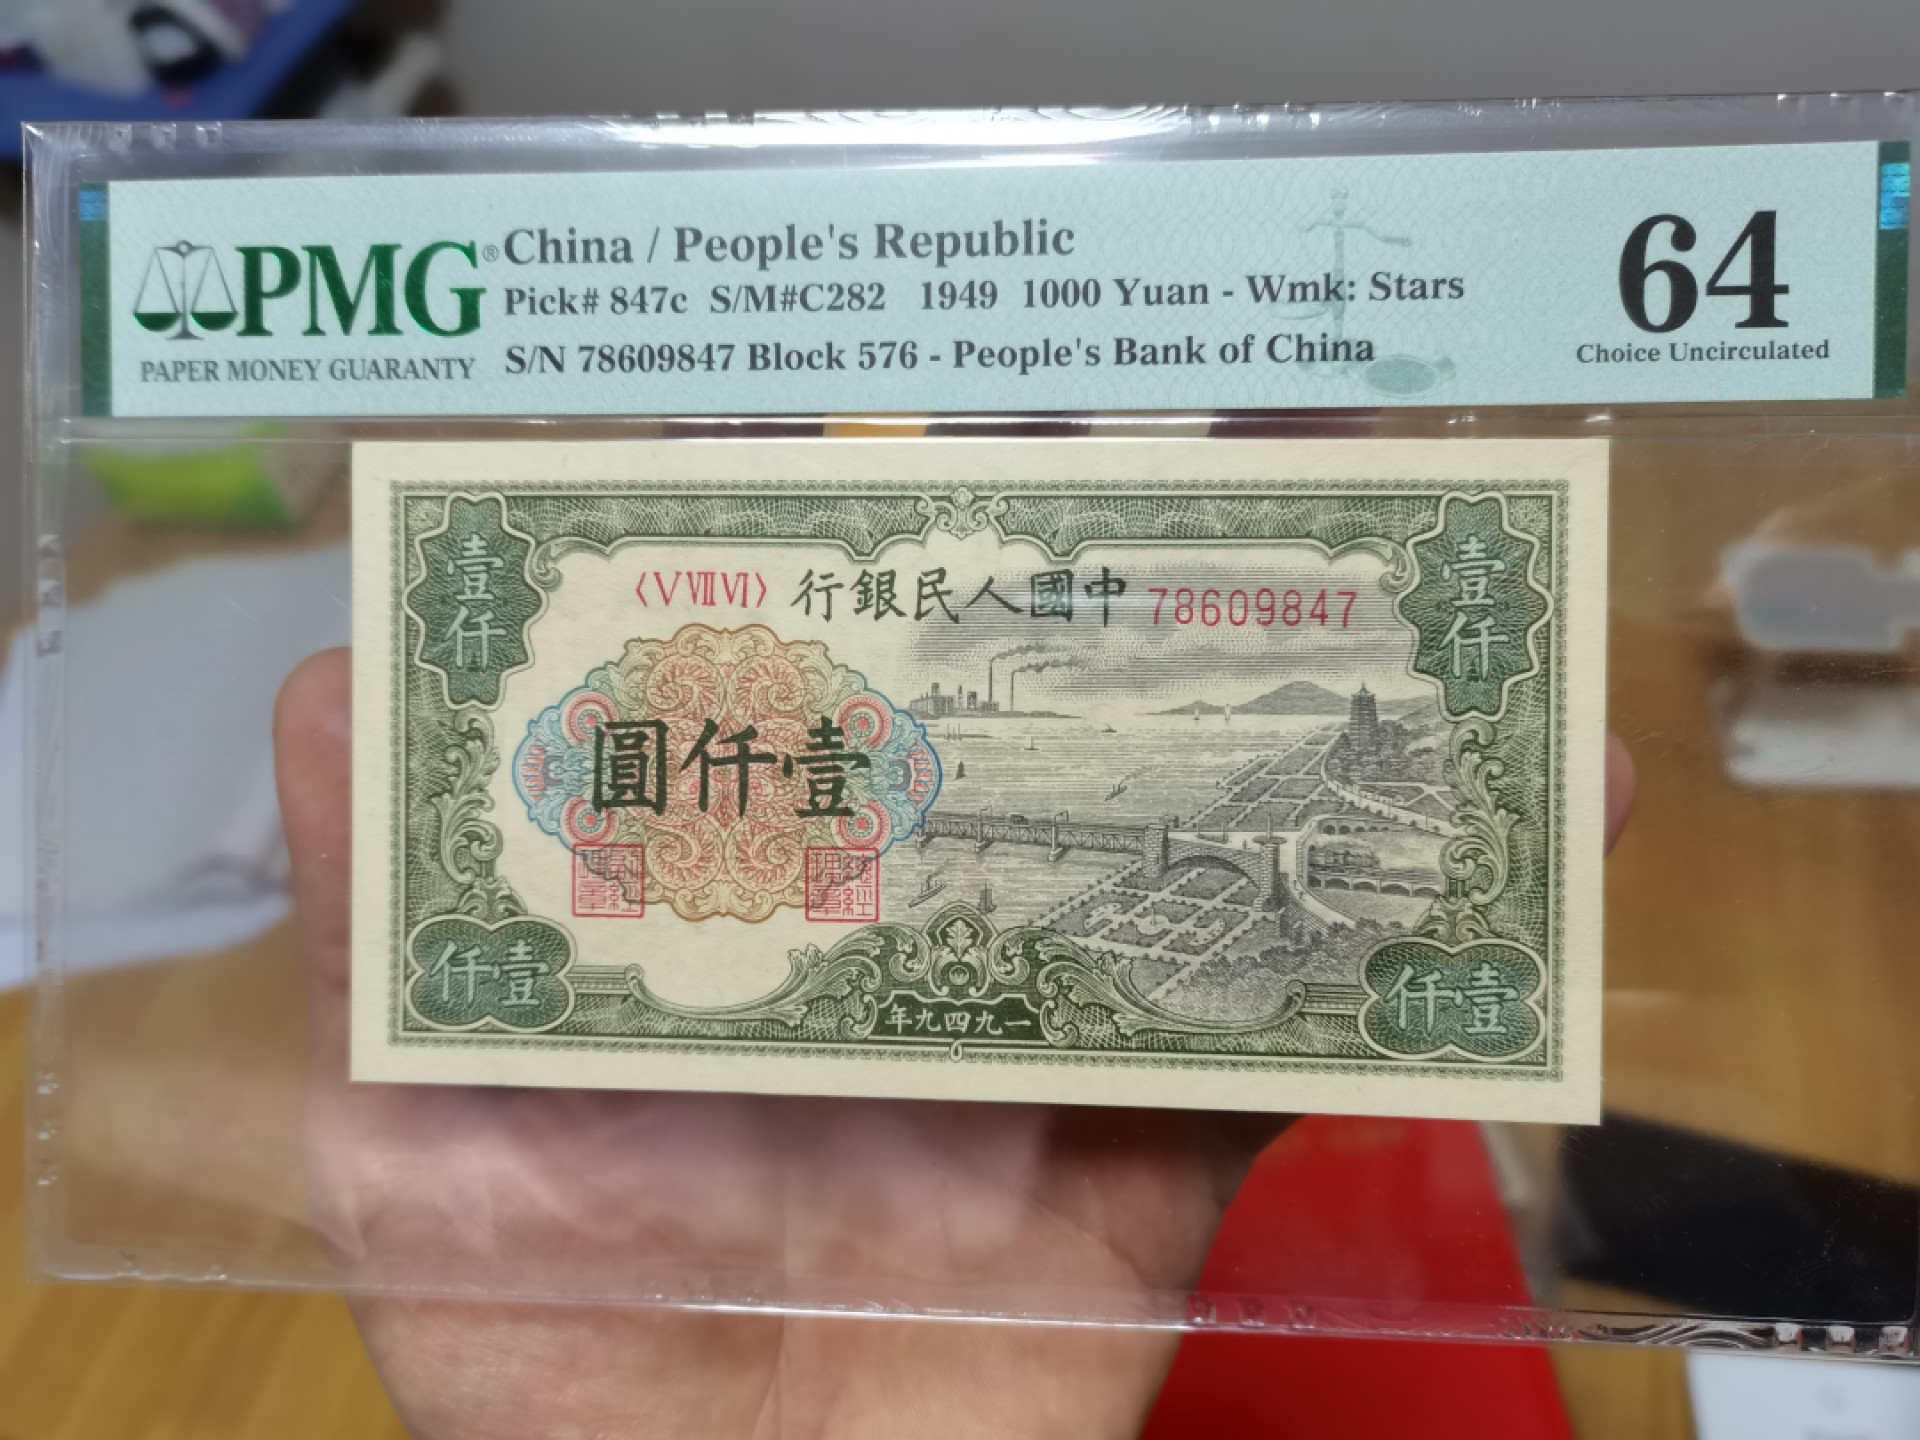 PMG®
PAPER MONEY GUARANTY
China / People's Republic
Pick# 847c S/M#C282 1949 1000 Yuan - Wmk: Stars
S/N 78609847 Block 576 - People's Bank of China
64
Choice Uncirculated
壹仟
壹仟
〈V VII VI〉 行銀民人國中 78609847
圓仟壹
仟壹
年九四九一
仟壹